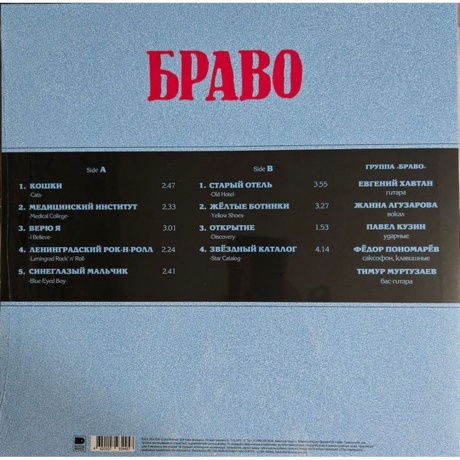 БРАВО
Side A
1. КОШКИ 2.47
-Cats-
2. МЕДИЦИНСКИЙ ИНСТИТУТ 2.33
-Medical College-
3. ВЕРЮ Я 3.01
-I Believe-
4. ЛЕНИНГРАДСКИЙ РОК-Н-РОЛЛ 2.24
-Leningrad Rock' n' Roll-
5. СИНЕГЛАЗЫЙ МАЛЬЧИК 2.41
-Blue Eyed Boy-
Side B
1. СТАРЫЙ ОТЕЛЬ 3.55
-Old Hotel-
2. ЖЁЛТЫЕ БОТИНКИ 3.27
-Yellow Shoes-
3. ОТКРЫТИЕ 1.53
-Discovery-
4. ЗВЁЗДНЫЙ КАТАЛОГ 4.14
-Star Catalog-
ГРУППА «БРАВО»
ЕВГЕНИЙ ХАВТАН
гитара
ЖАННА АГУЗАРОВА
вокал
ПАВЕЛ КУЗИН
ударные
ФЁДОР ПОНОМАРЁВ
саксофон, клавишные
ТИМУР МУРТУЗАЕВ
бас-гитара